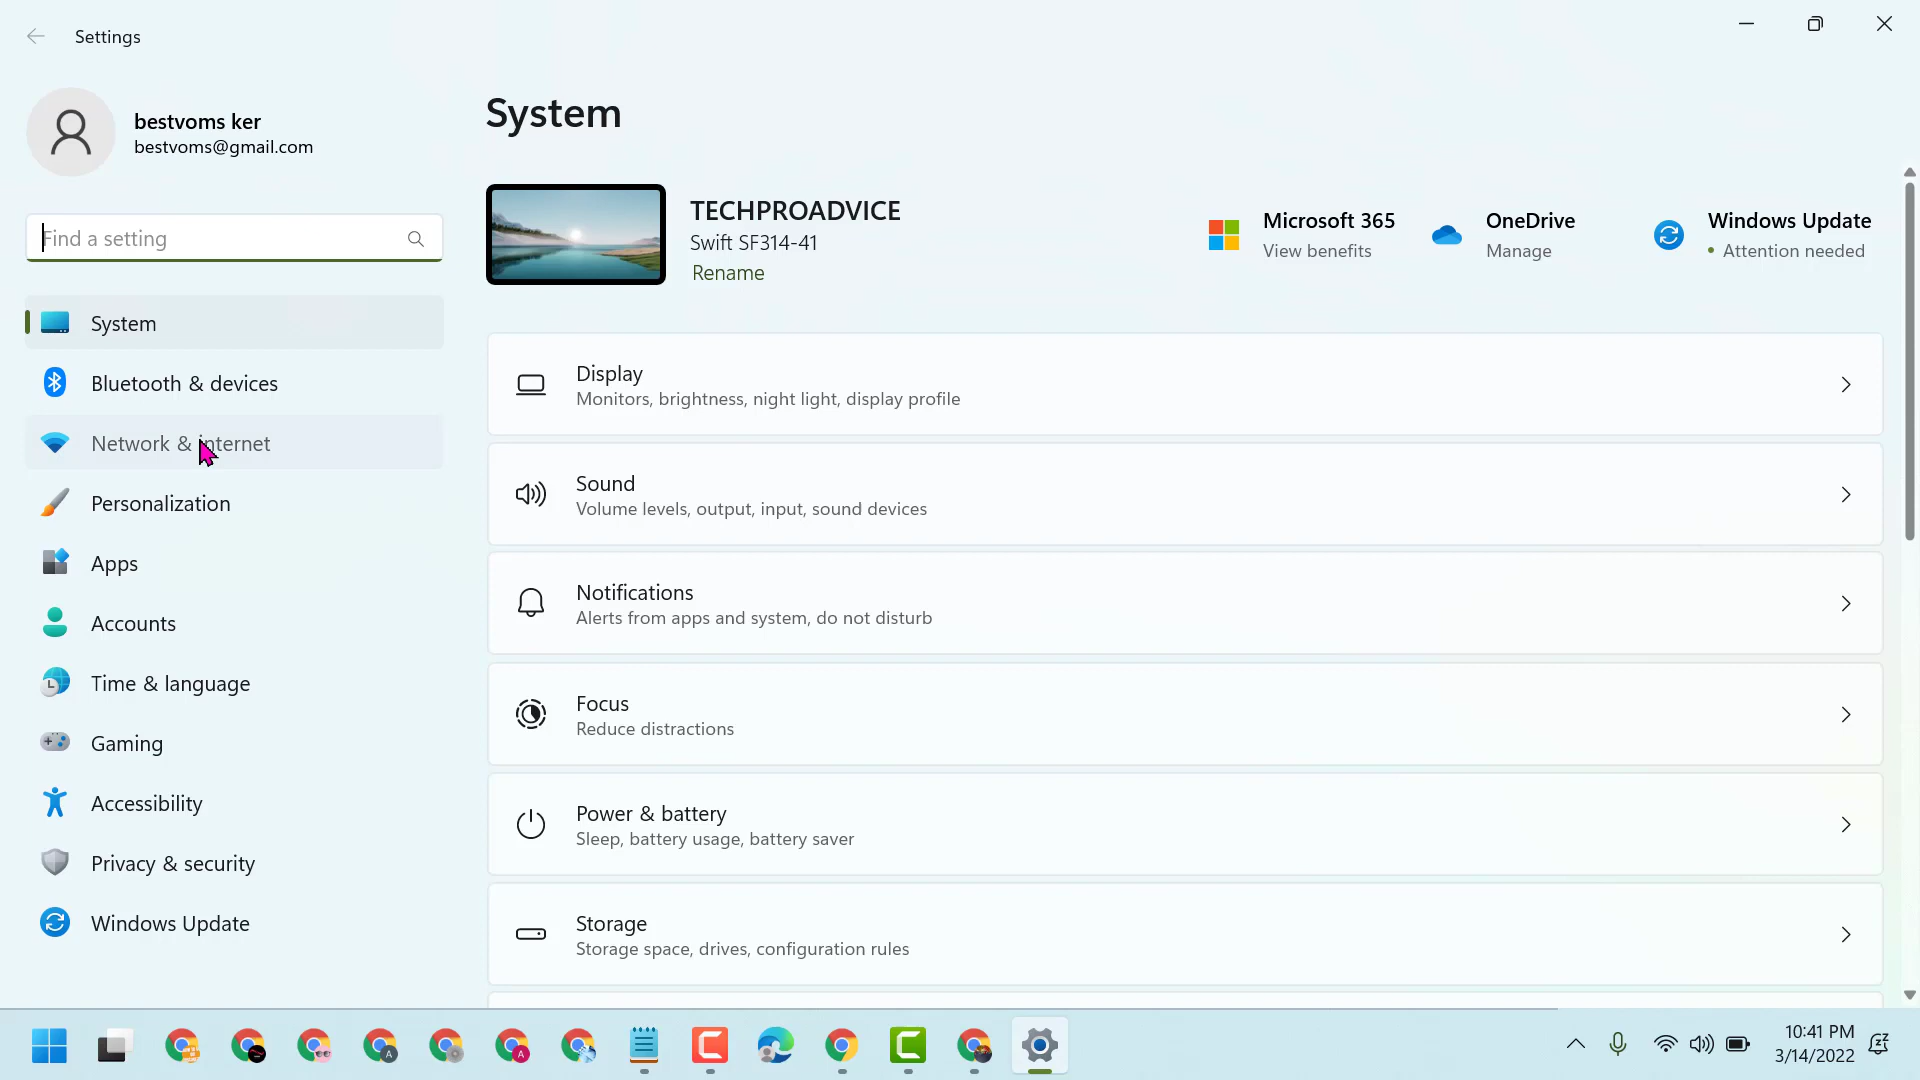 Settings
bestvoms ker
bestvoms@gmail.com
Find a setting
System
Bluetooth & devices
Network & internet
Personalization
Apps
Accounts
Time & language
Gaming
Accessibility
Privacy & security
Windows Update
System
TECHPROADVICE
Swift SF314-41
Rename
Microsoft 365
View benefits
OneDrive
Manage
Windows Update
• Attention needed
Display
Monitors, brightness, night light, display profile
Sound
Volume levels, output, input, sound devices
Notifications
Alerts from apps and system, do not disturb
Focus
Reduce distractions
Power & battery
Sleep, battery usage, battery saver
Storage
Storage space, drives, configuration rules
A
A
10:41 PM
3/14/2022